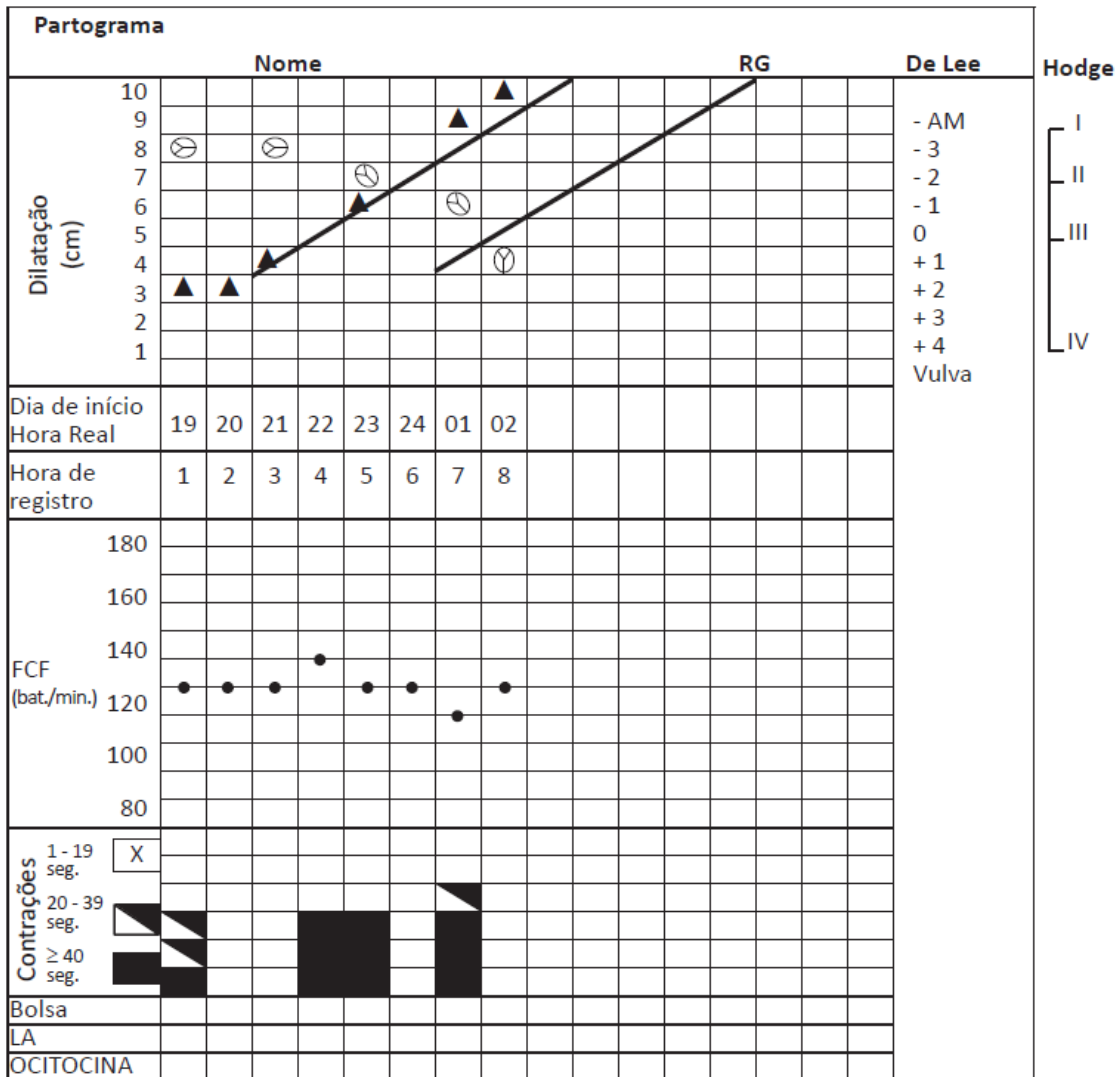 Partograma
Nome RG De Lee Hodge
Dilatação
(cm)
10
9
8
7
6
5
4
3
2
1
- AM
- 3
- 2
- 1
0
+ 1
+ 2
+ 3
+ 4
Vulva
I
II
III
IV
Dia de início
Hora Real 19 20 21 22 23 24 01 02
Hora de
registro 1 2 3 4 5 6 7 8
FCF
(bat./min.)
180
160
140
120
100
80
Contrações
1 - 19
seg. X
20 - 39
seg.
≥ 40
seg.
Bolsa
LA
OCITOCINA